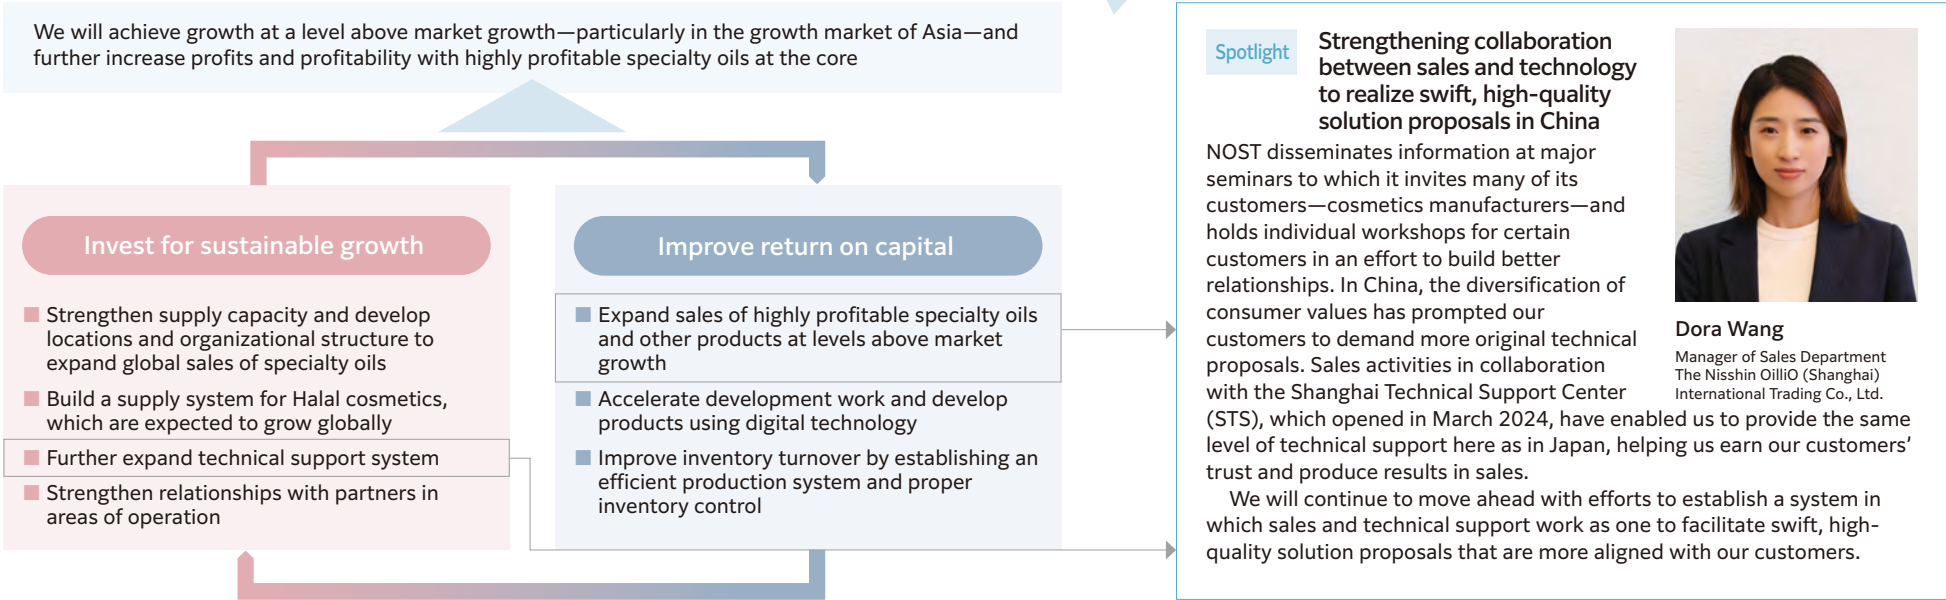 We will achieve growth at a level above market growth—particularly in the growth market of Asia—and
further increase profits and profitability with highly profitable specialty oils at the core
Invest for sustainable growth
Strengthen supply capacity and develop
locations and organizational structure to
expand global sales of specialty oils
Build a supply system for Halal cosmetics,
which are expected to grow globally
Further expand technical support system
Strengthen relationships with partners in
areas of operation
Improve return on capital
Expand sales of highly profitable specialty oils
and other products at levels above market
growth
Accelerate development work and develop
products using digital technology
Improve inventory turnover by establishing an
efficient production system and proper
inventory control
Spotlight
Strengthening collaboration
between sales and technology
to realize swift, high-quality
solution proposals in China
NOST disseminates information at major
seminars to which it invites many of its
customers—cosmetics manufacturers—and
holds individual workshops for certain
customers in an effort to build better
relationships. In China, the diversification of
consumer values has prompted our
customers to demand more original technical
proposals. Sales activities in collaboration
with the Shanghai Technical Support Center
(STS), which opened in March 2024, have enabled us to provide the same
level of technical support here as in Japan, helping us earn our customers’
trust and produce results in sales.
We will continue to move ahead with efforts to establish a system in
which sales and technical support work as one to facilitate swift, high-
quality solution proposals that are more aligned with our customers.
Dora Wang
Manager of Sales Department
The Nisshin OilliO (Shanghai)
International Trading Co., Ltd.